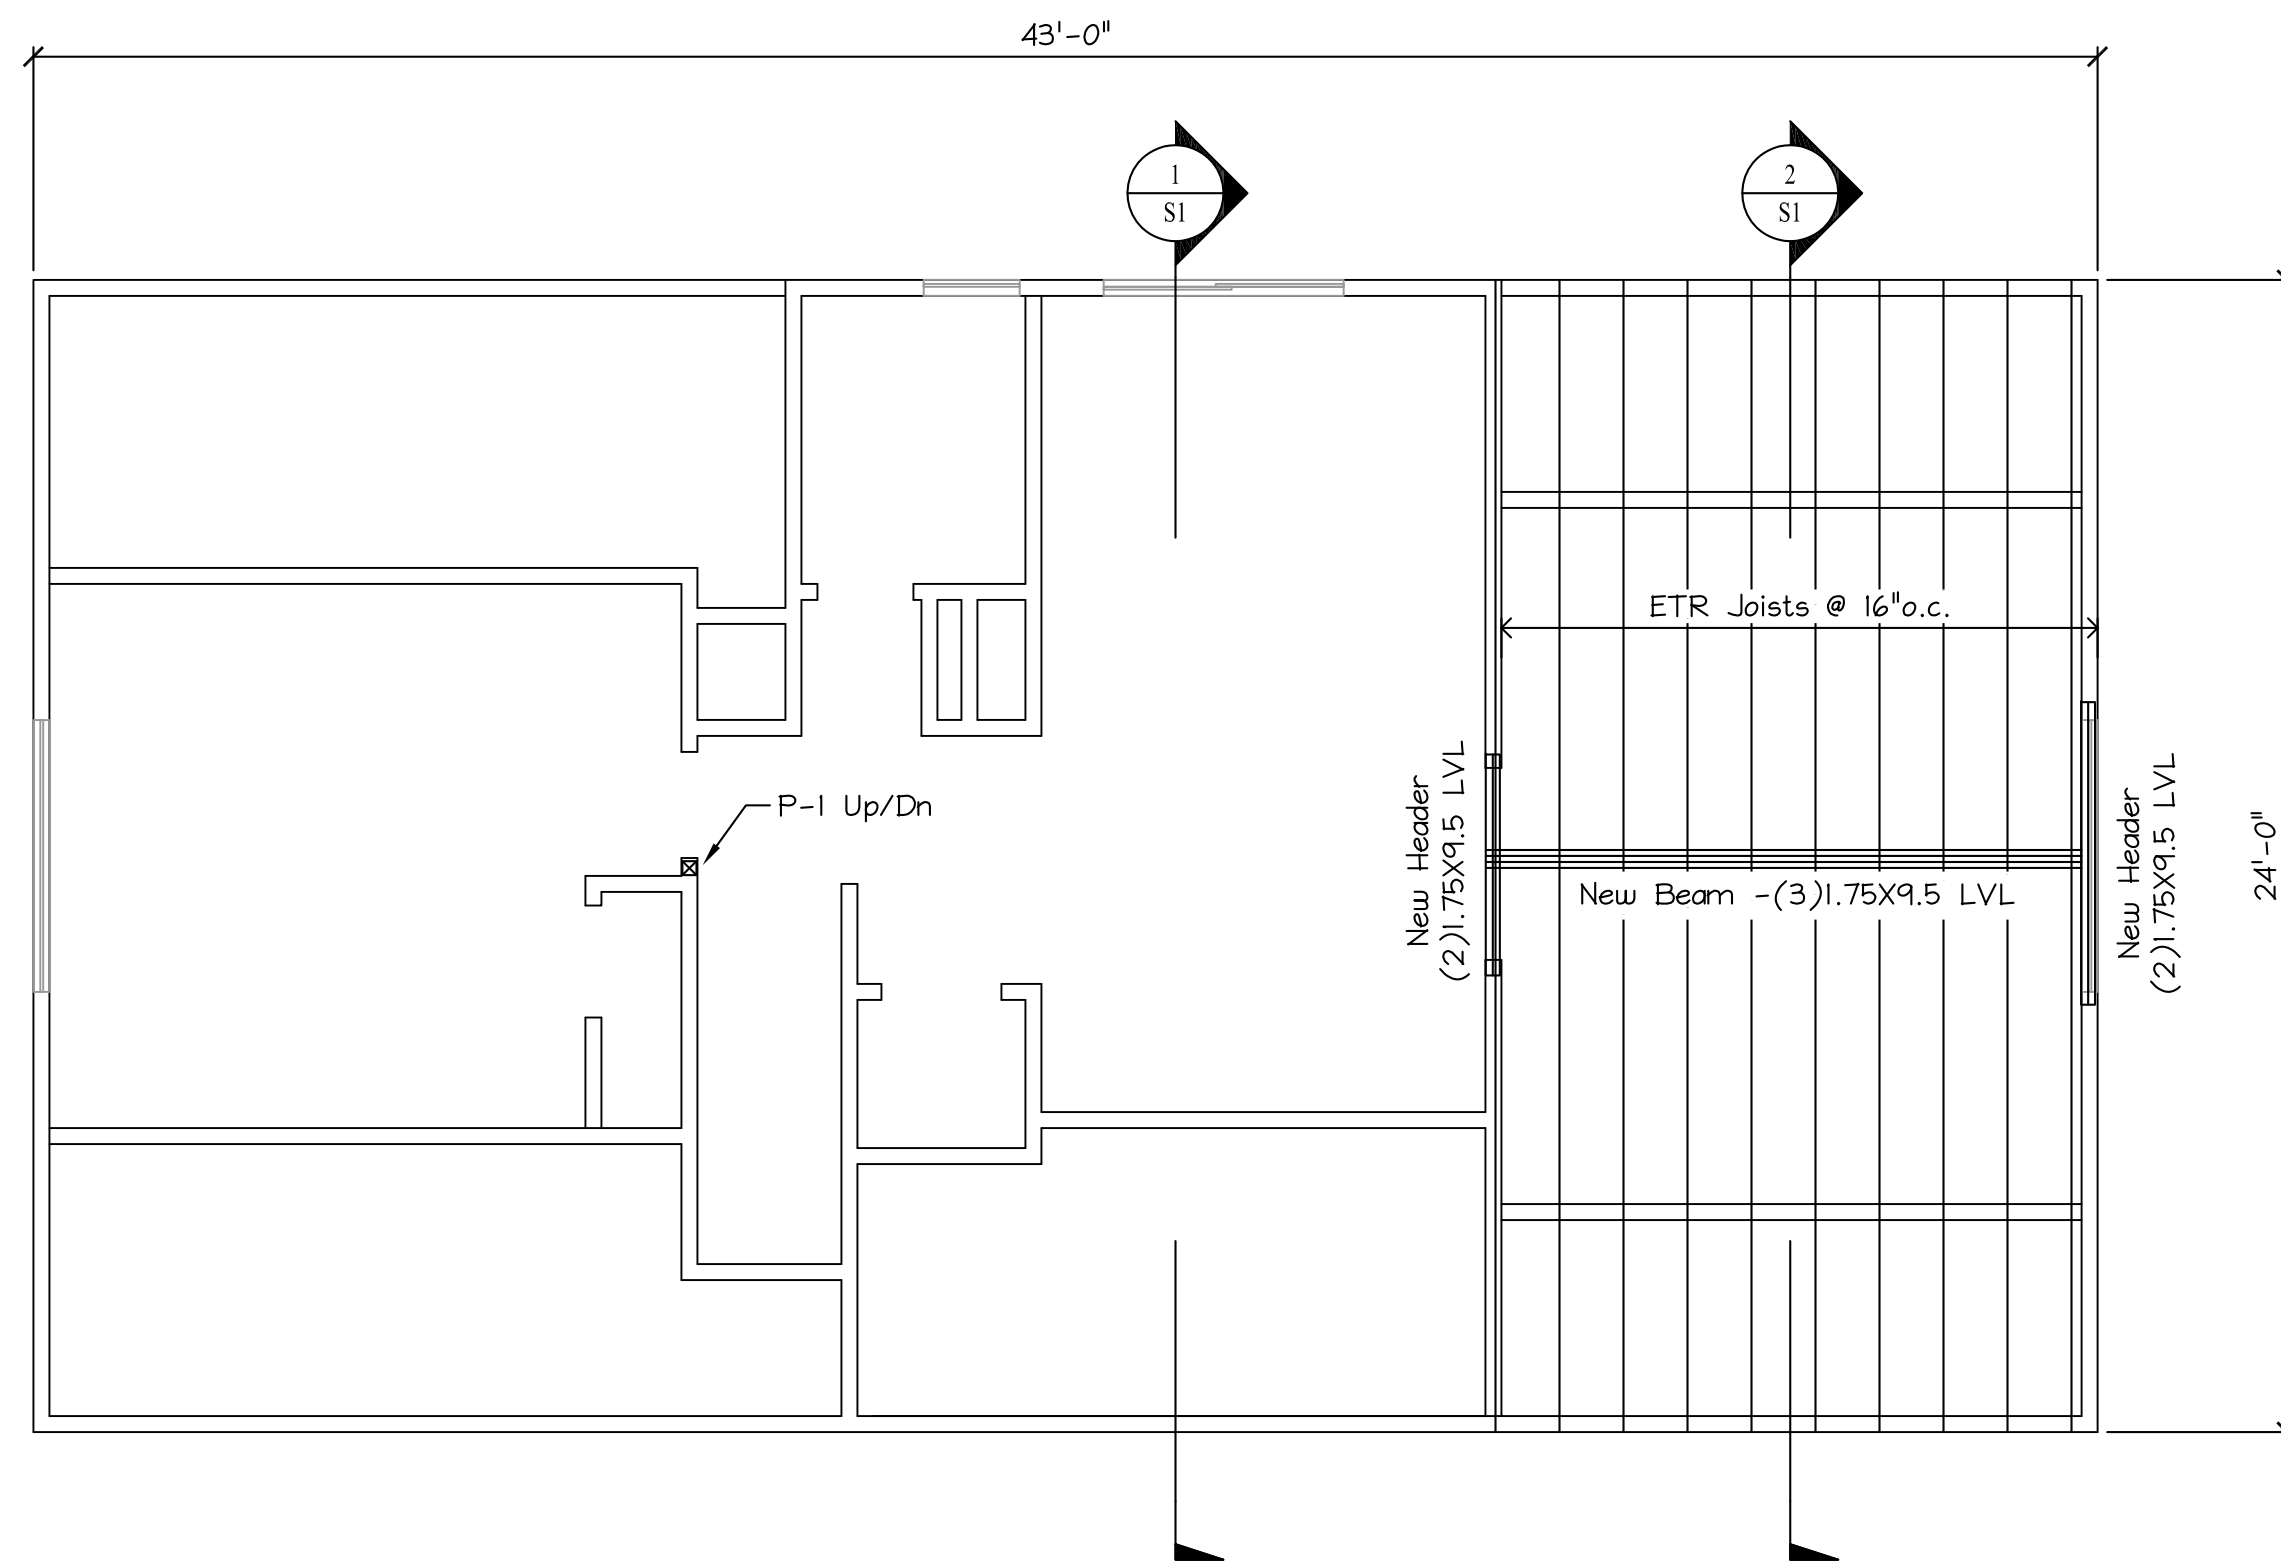 43'-0"
1
S1
2
S1
ETR Joists @ 16"o.c.
P-1 Up/Dn
New Header
(2)1.75X9.5 LVL
New Beam -(3)1.75X9.5 LVL
New Header
(2)1.75X9.5 LVL
24'-0"